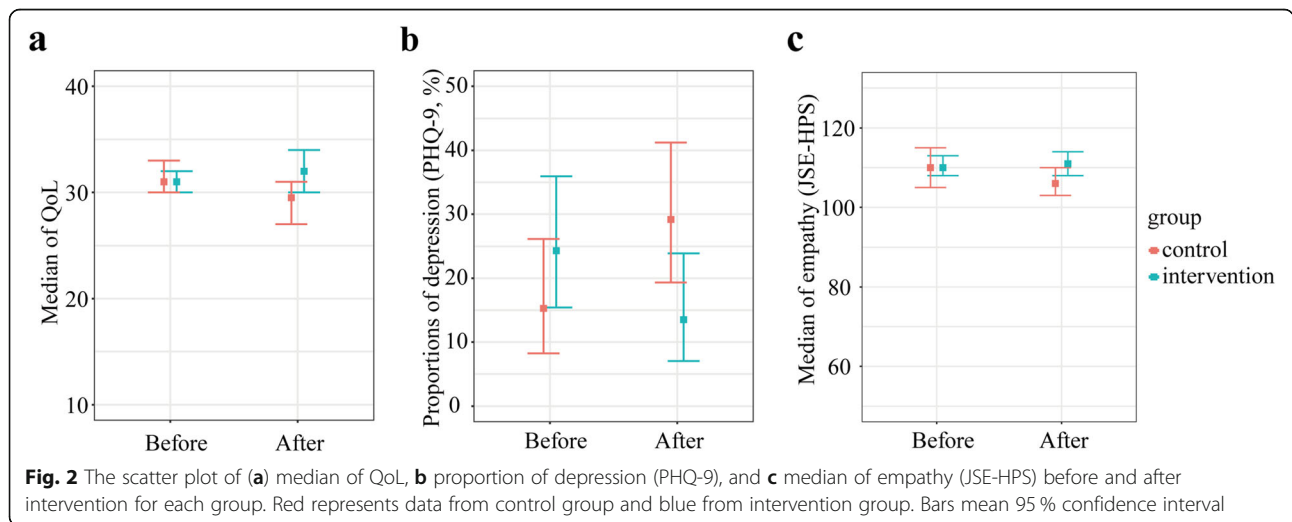 a
b
c
Median of QoL
40
30
20
10
Before
After
Proportions of depression (PHQ-9, %)
50
40
30
20
10
0
Before
After
Median of empathy (JSE-HPS)
120
100
80
60
Before
After
group
control
intervention
Fig. 2 The scatter plot of (a) median of QoL, b proportion of depression (PHQ-9), and c median of empathy (JSE-HPS) before and after
intervention for each group. Red represents data from control group and blue from intervention group. Bars mean 95 % confidence interval